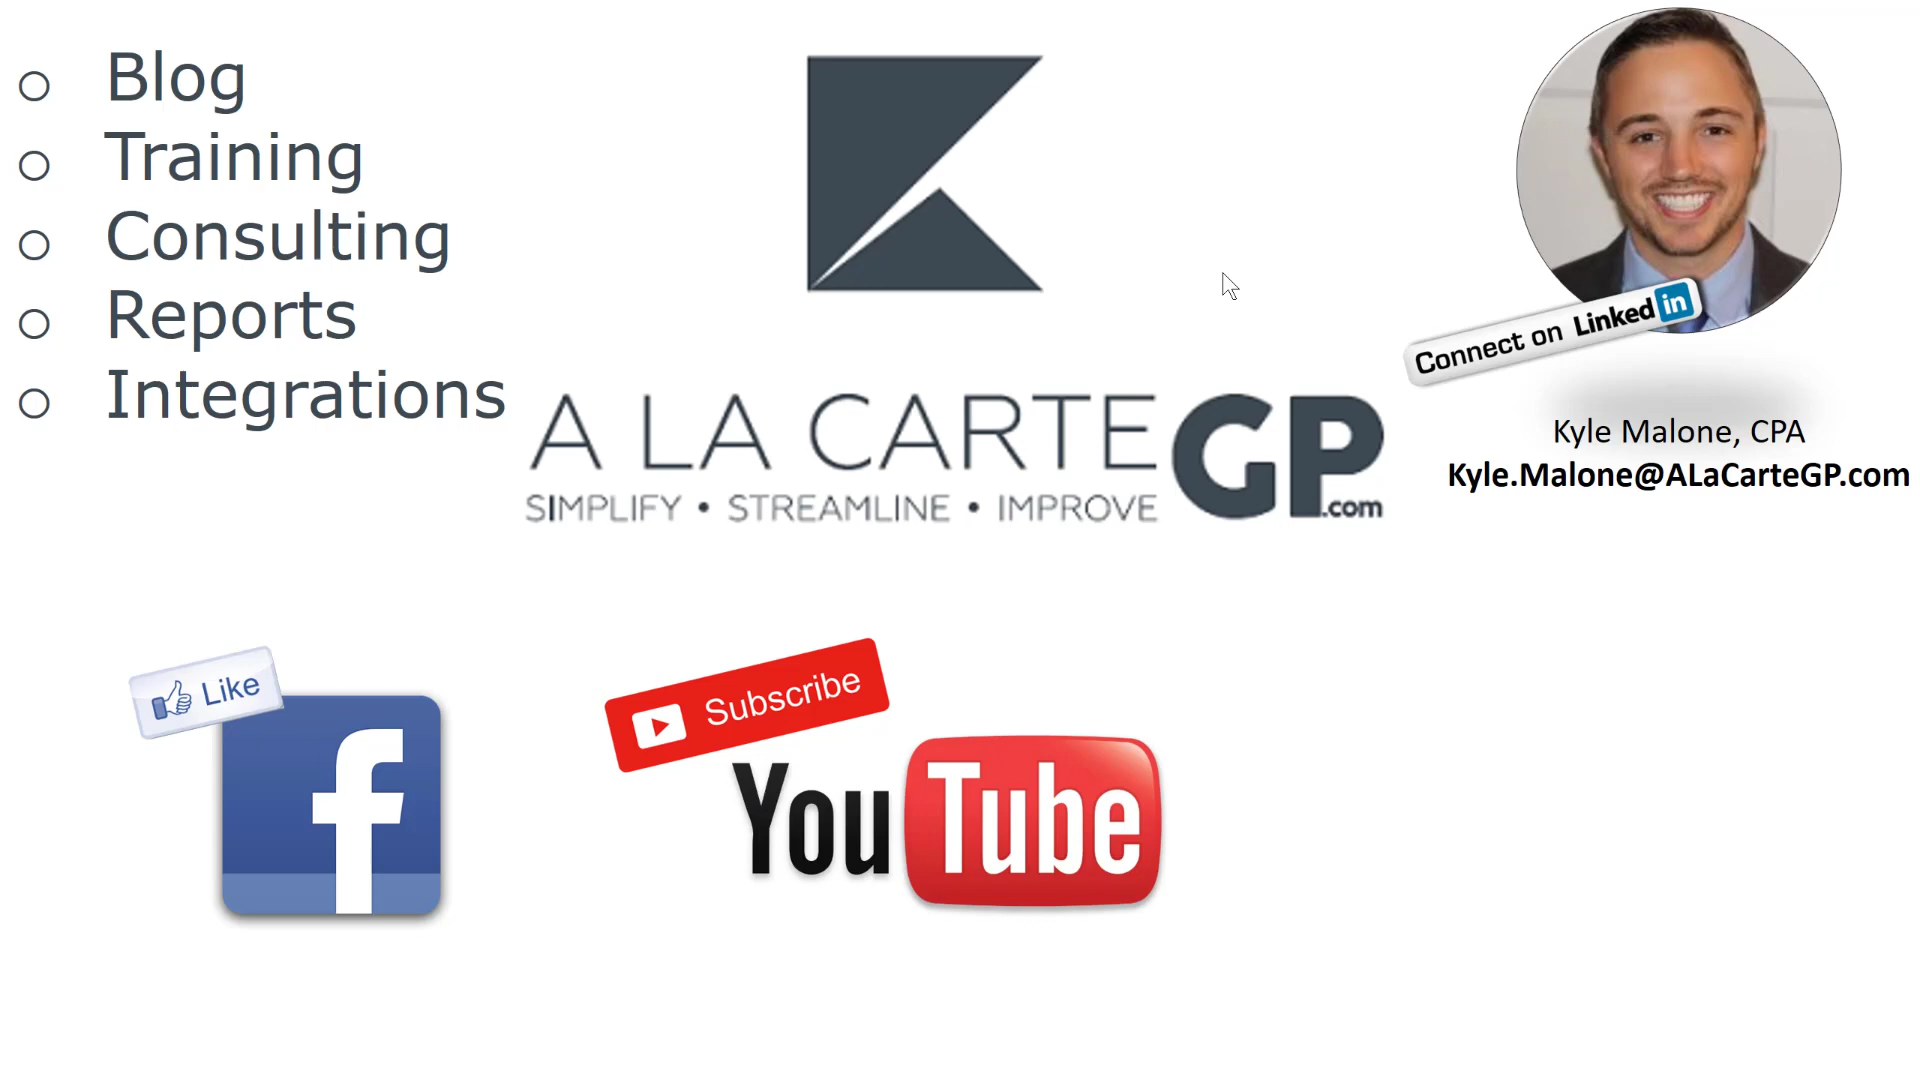 Blog
Training
Consulting
Reports
Integrations
A LA CARTE GP.com
SIMPLIFY • STREAMLINE • IMPROVE
Connect on Linked in
Kyle Malone, CPA
Kyle.Malone@ALaCarteGP.com
Like
f
Subscribe
YouTube